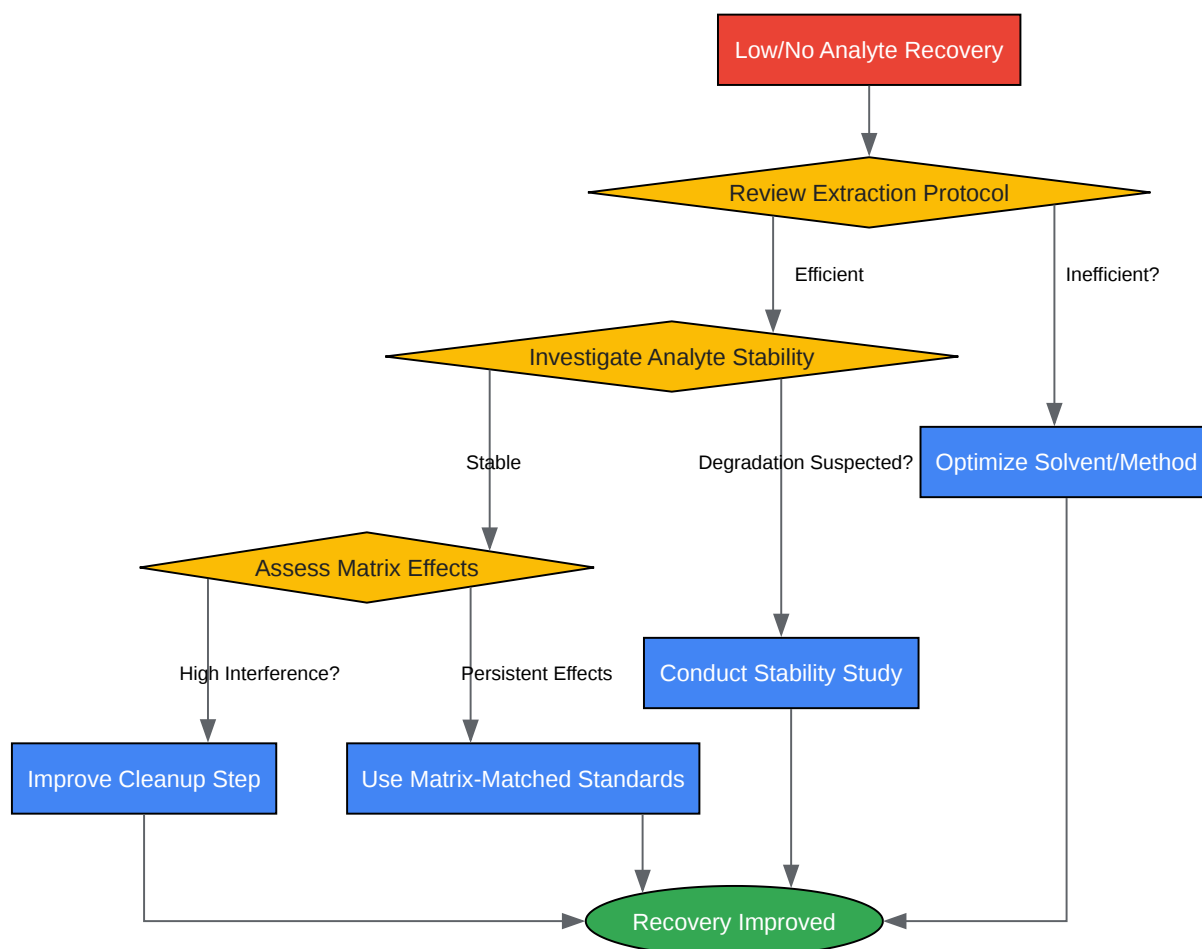 Low/No Analyte Recovery
Review Extraction Protocol
Efficient
Inefficient?
Investigate Analyte Stability
Stable
Degradation Suspected?
Optimize Solvent/Method
Assess Matrix Effects
High Interference?
Persistent Effects
Conduct Stability Study
Improve Cleanup Step
Use Matrix-Matched Standards
Recovery Improved